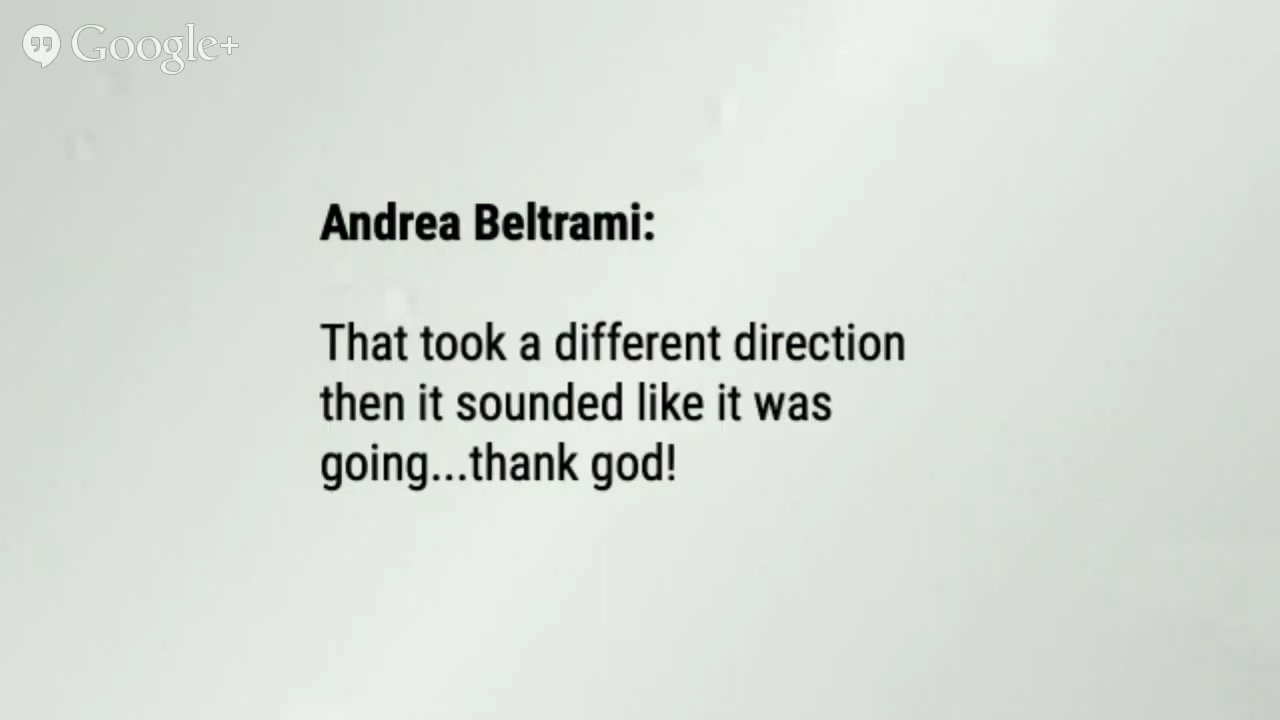 Google+
Andrea Beltrami:
That took a different direction
then it sounded like it was
going...thank god!